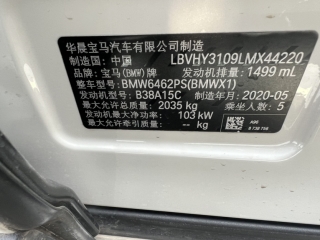 华晨宝马汽车有限公司制造
制造国：中国 LBVHY3109LMX44220
品牌：宝马(BMW)牌 发动机排量：1499 mL
整车型号：BMW6462PS(BMWX1)
发动机型号：B38A15C 制造年月：2020-05
最大允许总质量：2035 kg 乘坐人数：5
发动机最大净功率：103 kW
最大允许牵引质量：-- kg
A96